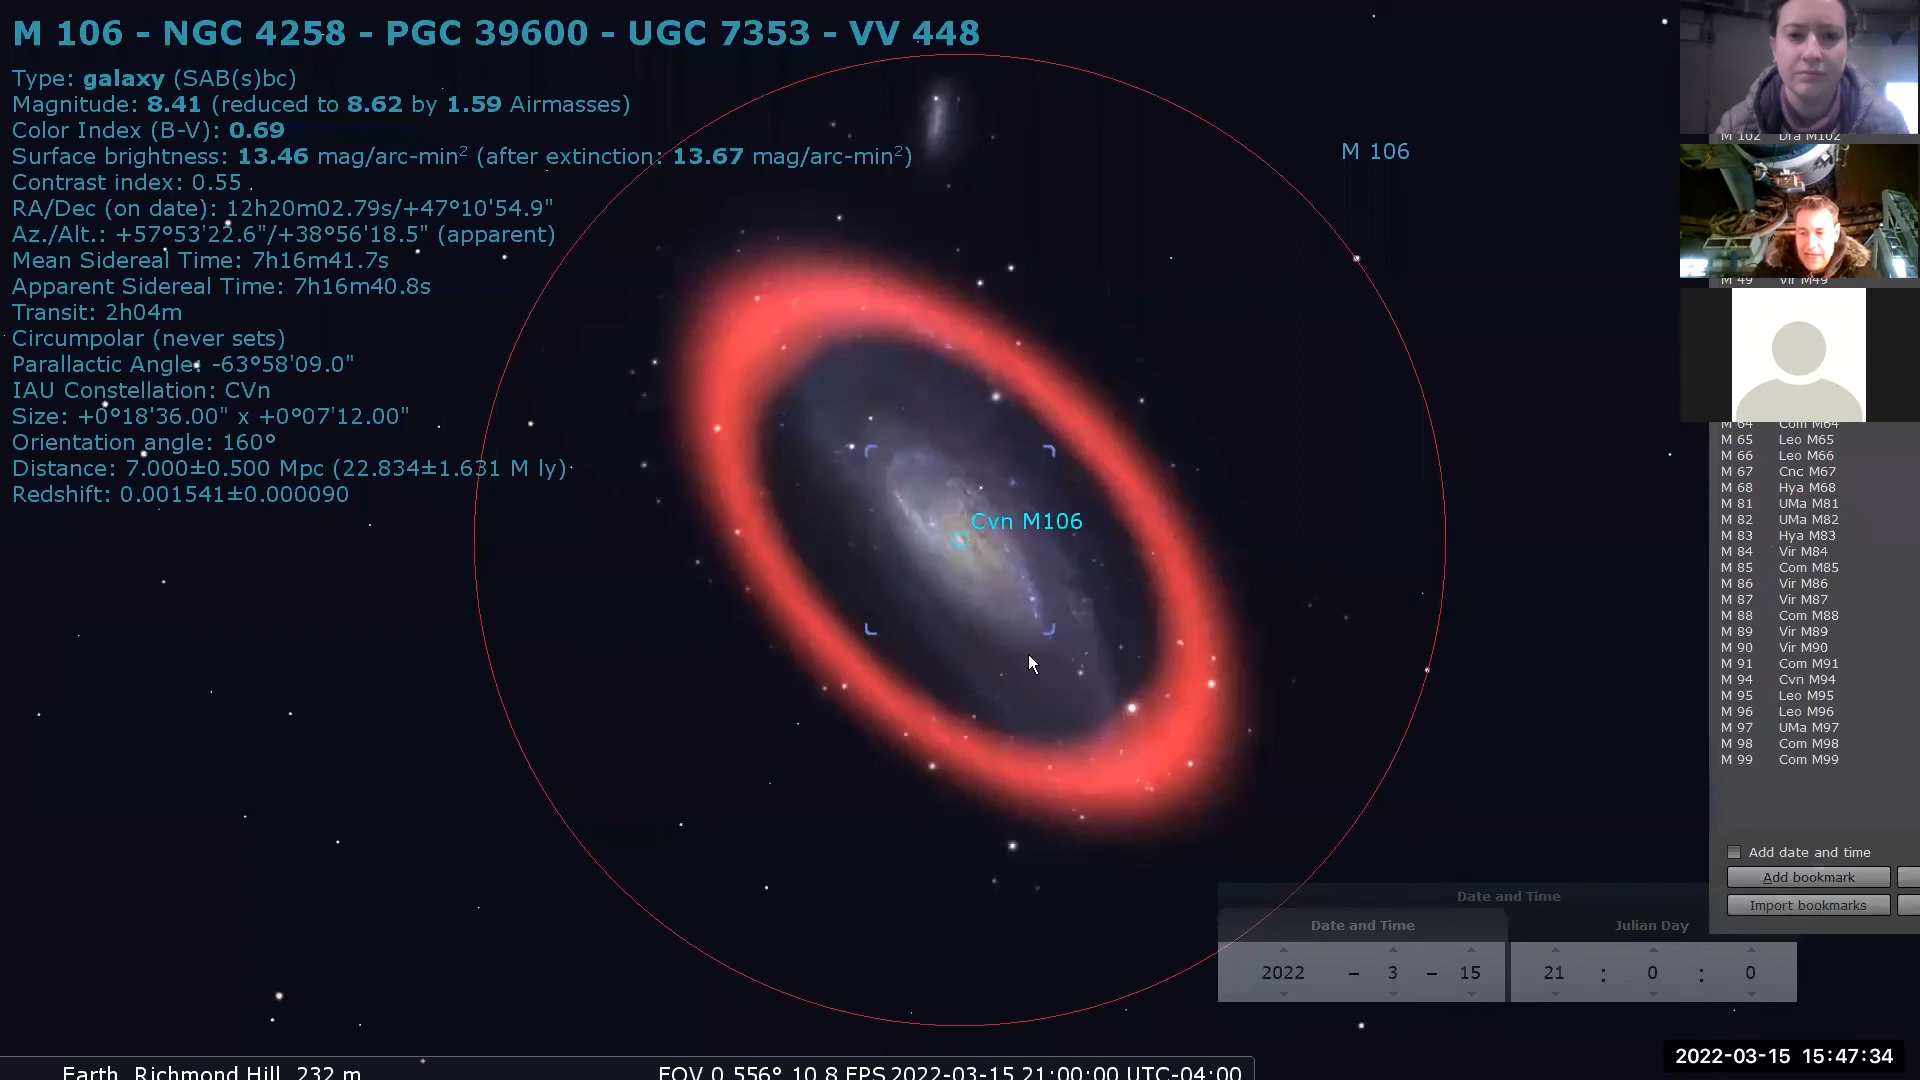 M 106 - NGC 4258 - PGC 39600 - UGC 7353 - VV 448
Type: galaxy (SAB(s)bc)
Magnitude: 8.41 (reduced to 8.62 by 1.59 Airmasses)
Color Index (B-V): 0.69
Surface brightness: 13.46 mag/arc-min² (after extinction: 13.67 mag/arc-min²)
Contrast index: 0.55
RA/Dec (on date): 12h20m02.79s/+47°10'54.9"
Az./Alt.: +57°53'22.6"/+38°56'18.5" (apparent)
Mean Sidereal Time: 7h16m41.7s
Apparent Sidereal Time: 7h16m40.8s
Transit: 2h04m
Circumpolar (never sets)
Parallactic Angle: -63°58'09.0"
IAU Constellation: CVn
Size: +0°18'36.00" x +0°07'12.00"
Orientation angle: 160°
Distance: 7.000±0.500 Mpc (22.834±1.631 M ly)
Redshift: 0.001541±0.000090
M 106
Cvn M106
M 102 Dra M102
M 49 Vir M49
M 64 Com M64
M 65 Leo M65
M 66 Leo M66
M 67 Cnc M67
M 68 Hya M68
M 81 UMa M81
M 82 UMa M82
M 83 Hya M83
M 84 Vir M84
M 85 Com M85
M 86 Vir M86
M 87 Vir M87
M 88 Com M88
M 89 Vir M89
M 90 Vir M90
M 91 Com M91
M 94 Cvn M94
M 95 Leo M95
M 96 Leo M96
M 97 UMa M97
M 98 Com M98
M 99 Com M99
Add date and time
Add bookmark
Import bookmarks
Date and Time
Date and Time Julian Day
2022 - 3 - 15 21 : 0 : 0
2022-03-15 15:47:34
Earth, Richmond Hill, 232 m
FOV 0.556° 10.8 FPS 2022-03-15 21:00:00 UTC-04:00